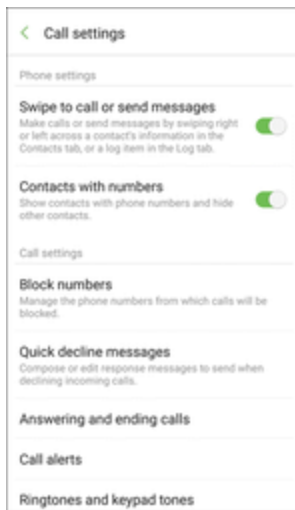 Call settings
Phone settings
Swipe to call or send messages
Make calls or send messages by swiping right
or left across a contact's information in the
Contacts tab, or a log item in the Log tab.
Contacts with numbers
Show contacts with phone numbers and hide
other contacts.
Call settings
Block numbers
Manage the phone numbers from which calls will be
blocked.
Quick decline messages
Compose or edit response messages to send when
declining incoming calls.
Answering and ending calls
Call alerts
Ringtones and keypad tones